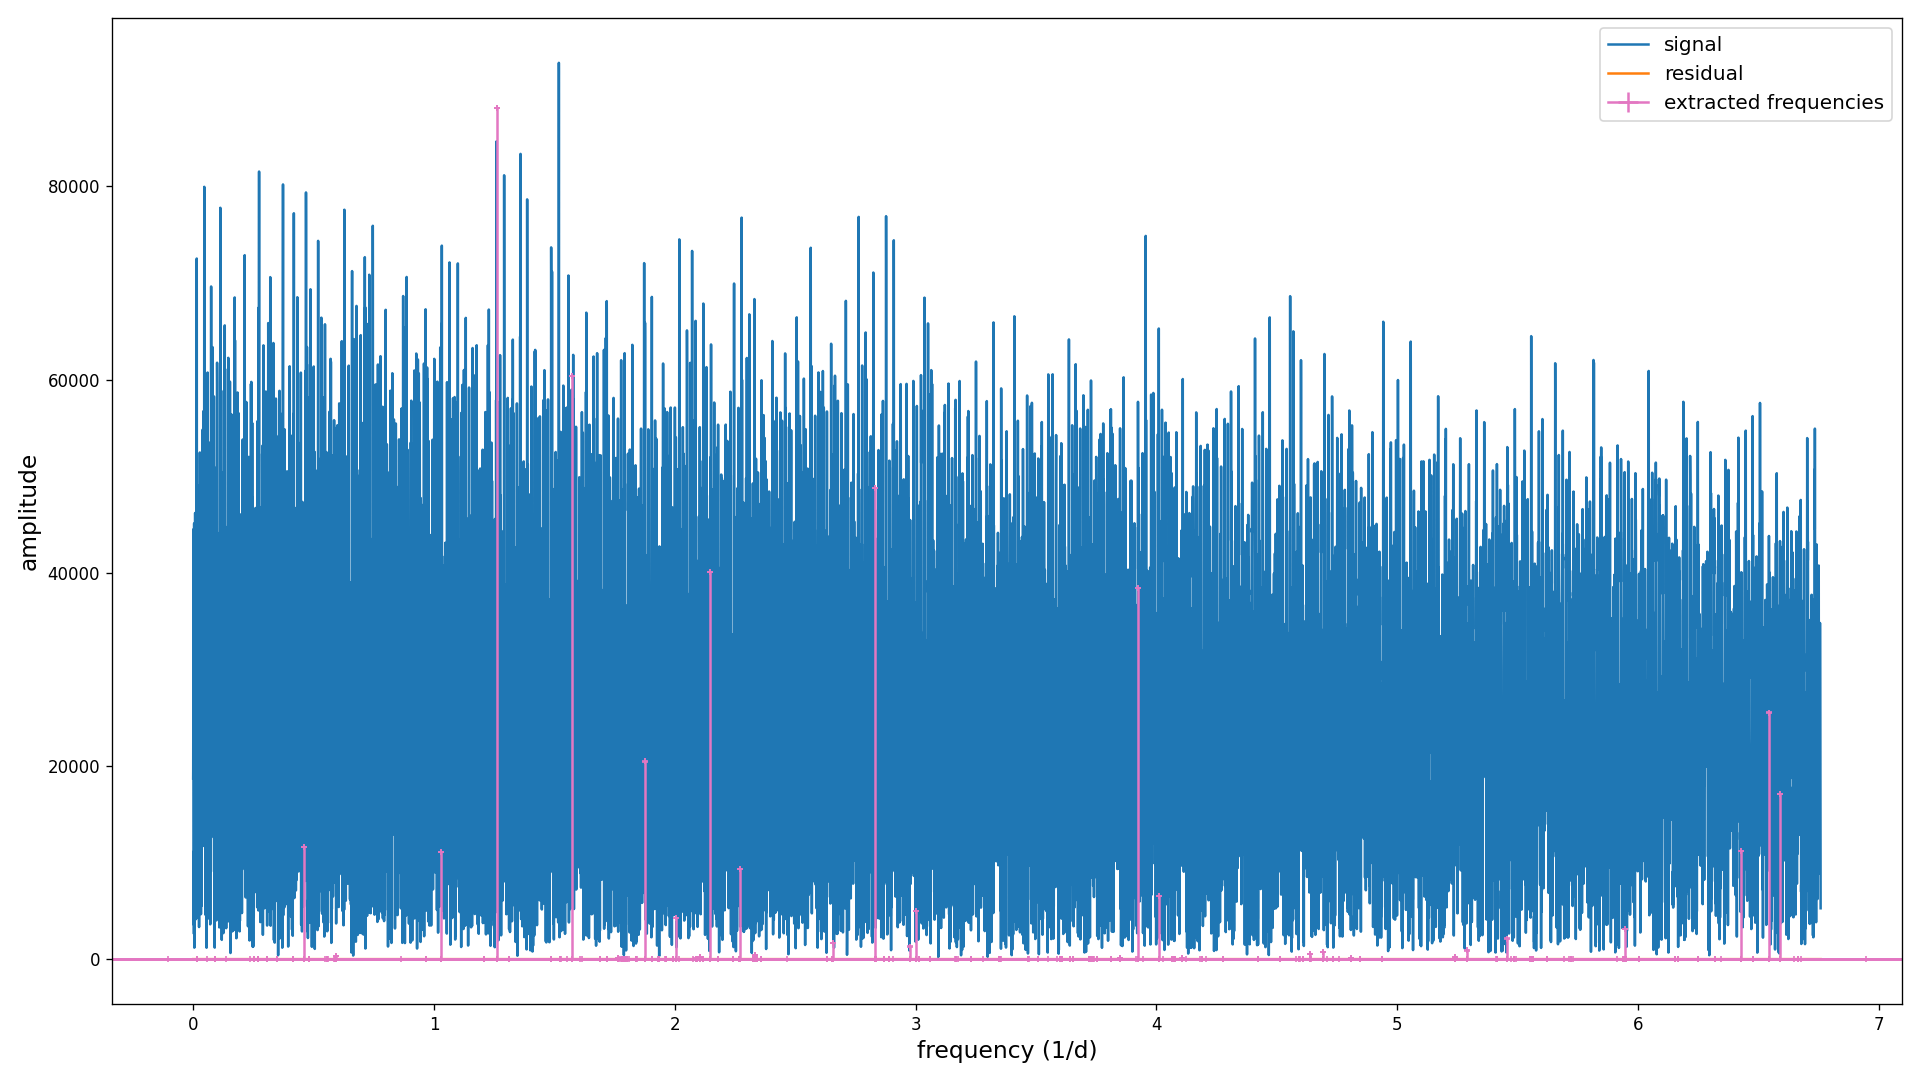 signal
residual
extracted frequencies
amplitude
80000
60000
40000
20000
0
0 1 2 3 4 5 6 7
frequency (1/d)